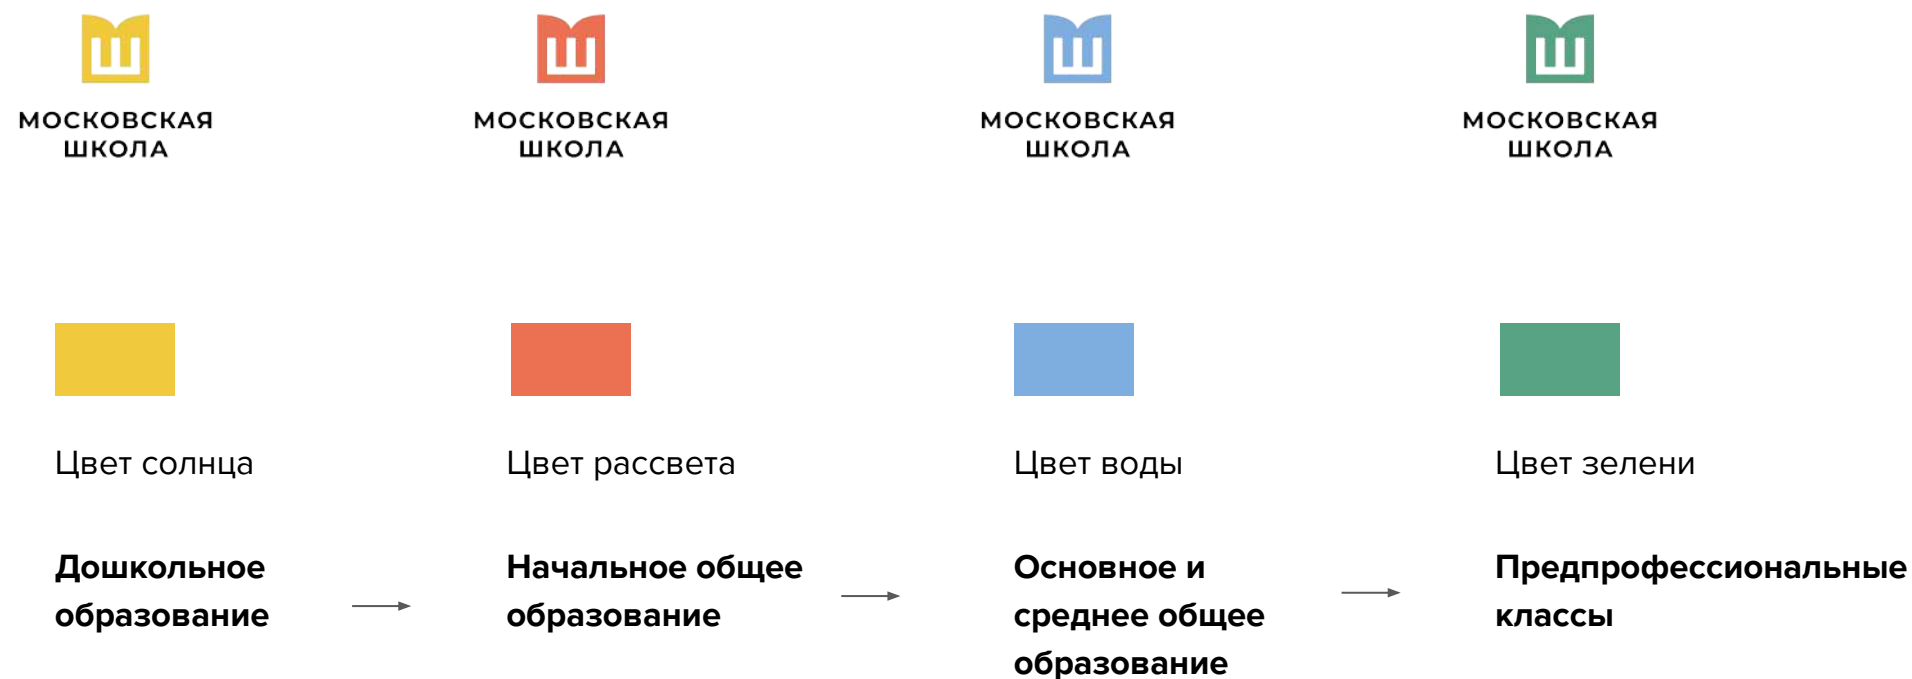 МОСКОВСКАЯ
ШКОЛА
МОСКОВСКАЯ
ШКОЛА
МОСКОВСКАЯ
ШКОЛА
МОСКОВСКАЯ
ШКОЛА
Цвет солнца
Цвет рассвета
Цвет воды
Цвет зелени
Дошкольное
образование
Начальное общее
образование
Основное и
среднее общее
образование
Предпрофессиональные
классы